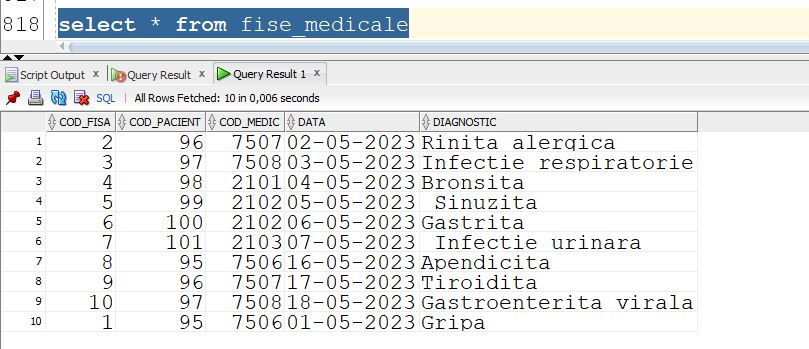 818 select * from fise_medicale
Script Output x Query Result x Query Result 1 x
SQL | All Rows Fetched: 10 in 0,006 seconds
COD_FISA COD_PACIENT COD_MEDIC DATA DIAGNOSTIC
1 2 96 7507 02-05-2023 Rinita alergica
2 3 97 7508 03-05-2023 Infectie respiratorie
3 4 98 2101 04-05-2023 Bronsita
4 5 99 2102 05-05-2023 Sinuzita
5 6 100 2102 06-05-2023 Gastrita
6 7 101 2103 07-05-2023 Infectie urinara
7 8 95 7506 16-05-2023 Apendicita
8 9 96 7507 17-05-2023 Tiroidita
9 10 97 7508 18-05-2023 Gastroenterita virala
10 1 95 7506 01-05-2023 Gripa